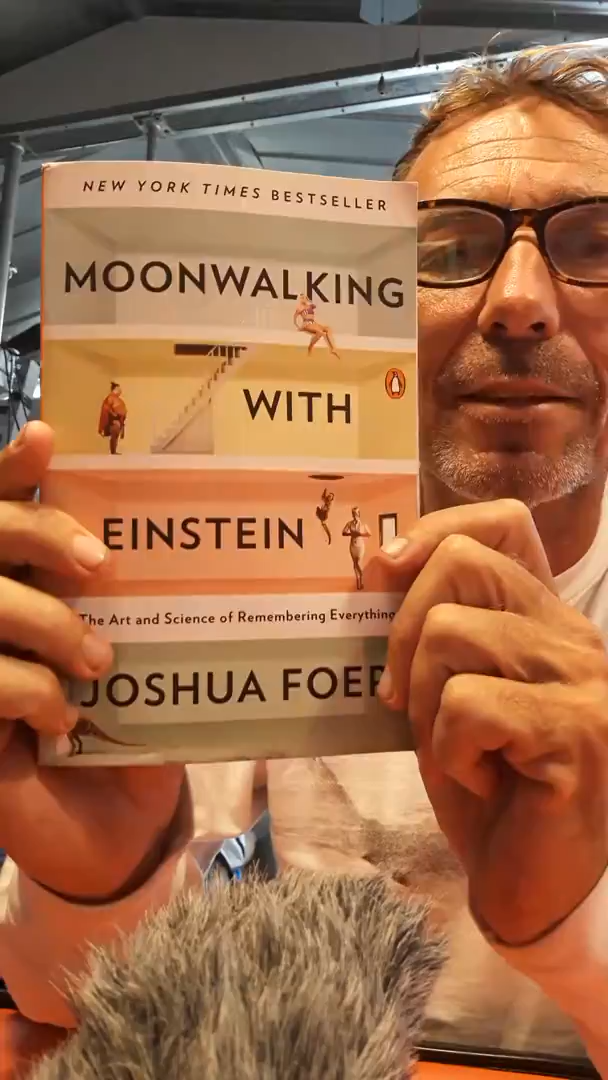 NEW YORK TIMES BESTSELLER
MOONWALKING
WITH
EINSTEIN
The Art and Science of Remembering Everything
JOSHUA FOER